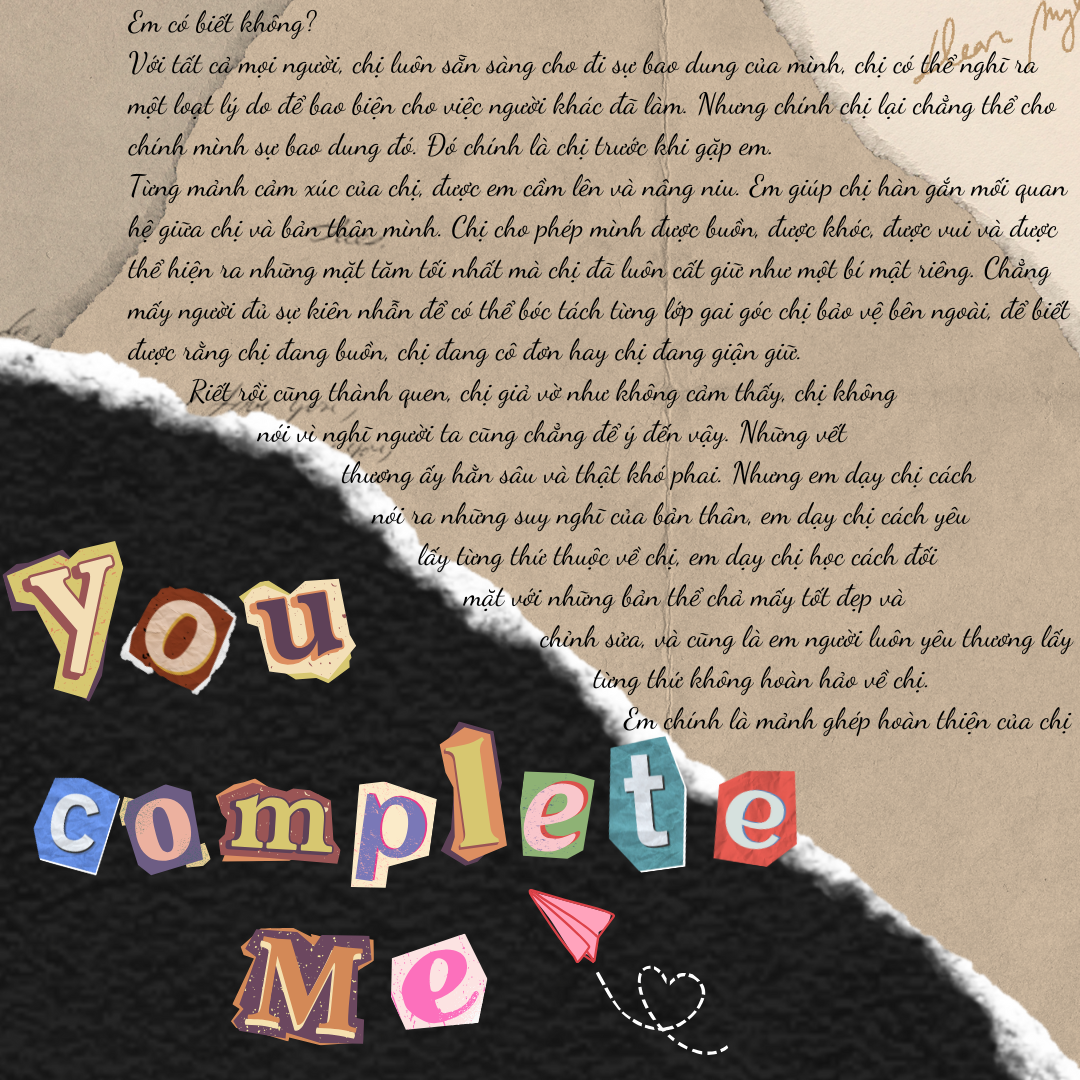 Em có biết không?
Với tất cả mọi người, chị luôn sẵn sàng cho đi sự bao dung của mình, chị có thể nghĩ ra
một loạt lý do để bao biện cho việc người khác đã làm. Nhưng chính chị lại chẳng thể cho
chính mình sự bao dung đó. Đó chính là chị trước khi gặp em.
Từng mảnh cảm xúc của chị, được em cầm lên và nâng niu. Em giúp chị hàn gắn mối quan
hệ giữa chị và bản thân mình. Chị cho phép mình được buồn, được khóc, được vui và được
thể hiện ra những mặt tăm tối nhất mà chị đã luôn cất giữ như một bí mật riêng. Chẳng
mấy người đủ sự kiên nhẫn để có thể bóc tách từng lớp gai góc chị bảo vệ bên ngoài, để biết
được rằng chị đang buồn, chị đang cô đơn hay chị đang giận giữ.
Riết rồi cũng thành quen, chị giả vờ như không cảm thấy, chị không
nói vì nghĩ người ta cũng chẳng để ý đến vậy. Những vết
thương ấy hằn sâu và thật khó phai. Nhưng em dạy chị cách
nói ra những suy nghĩ của bản thân, em dạy chị cách yêu
lấy từng thứ thuộc về chị, em dạy chị học cách đối
mặt với những bản thể chả mấy tốt đẹp và
chỉnh sửa, và cũng là em người luôn yêu thương lấy
từng thứ không hoàn hảo về chị.
Em chính là mảnh ghép hoàn thiện của chị
You
complete
Me